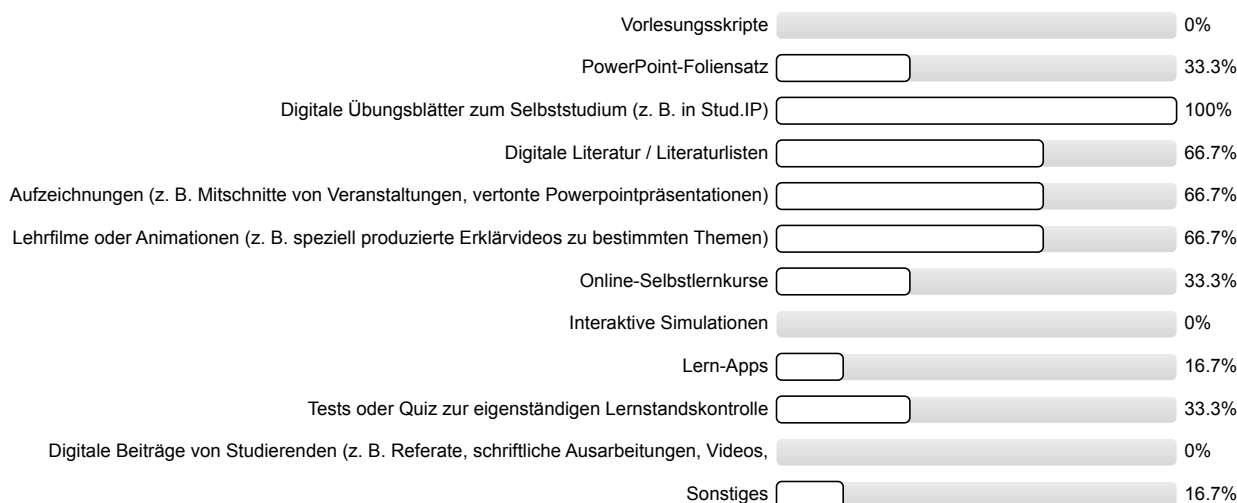 Vorlesungsskripte 0%
PowerPoint-Foliensatz 33.3%
Digitale Übungsblätter zum Selbststudium (z. B. in Stud.IP) 100%
Digitale Literatur / Literaturlisten 66.7%
Aufzeichnungen (z. B. Mitschnitte von Veranstaltungen, vertonte Powerpointpräsentationen) 66.7%
Lehrfilme oder Animationen (z. B. speziell produzierte Erklärvideos zu bestimmten Themen) 66.7%
Online-Selbstlernkurse 33.3%
Interaktive Simulationen 0%
Lern-Apps 16.7%
Tests oder Quiz zur eigenständigen Lernstandskontrolle 33.3%
Digitale Beiträge von Studierenden (z. B. Referate, schriftliche Ausarbeitungen, Videos, 0%
Sonstiges 16.7%